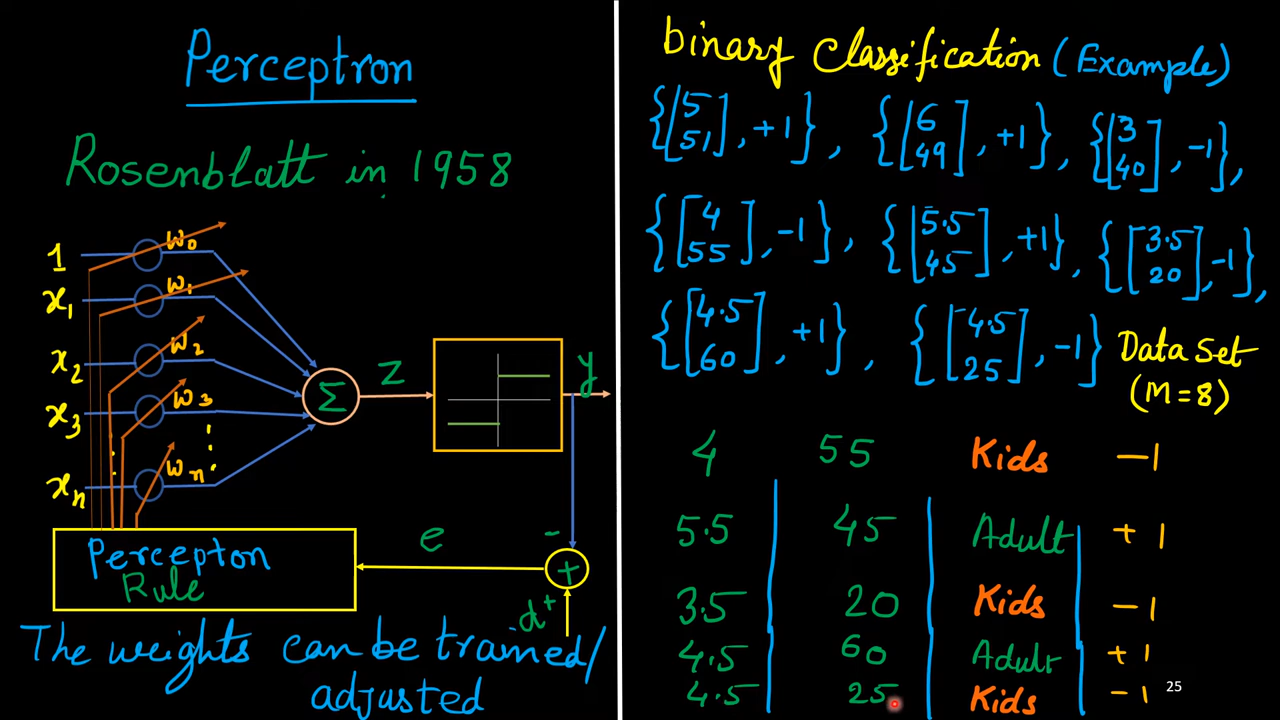 Perceptron
Rosenblatt in 1958
1
w0
x1
w1
x2
w2
x3
w3
xn
wn
Σ
z
y
Percepton
Rule
e
-
+
d+
The weights can be trained/
adjusted
binary Classification (Example)
{[5 51], +1}, {[6 49], +1}, {[3 40], -1},
{[4 55], -1}, {[5.5 45], +1}, {[3.5 20], -1},
{[4.5 60], +1}, {[4.5 25], -1} Data Set
(M=8)
4 55 Kids -1
5.5 45 Adult +1
3.5 20 Kids -1
4.5 60 Adult +1
4.5 25 Kids -1
25